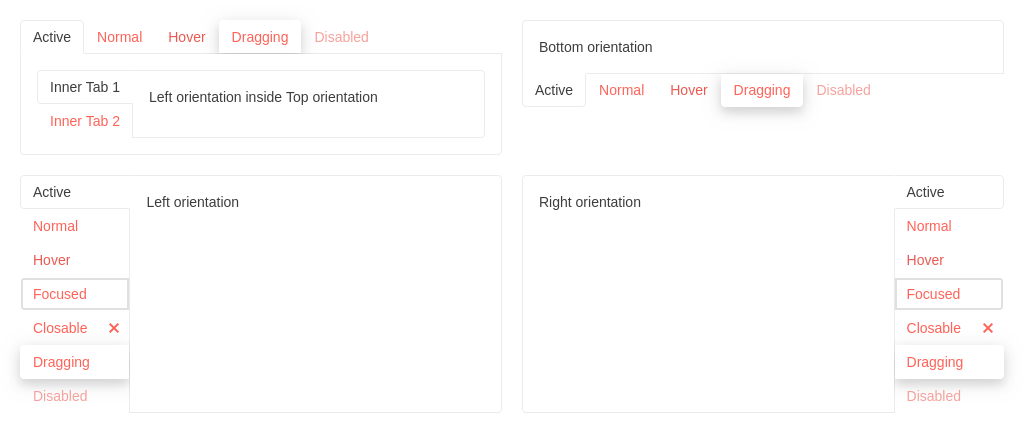 Active Normal Hover Dragging Disabled
Inner Tab 1
Left orientation inside Top orientation
Inner Tab 2
Bottom orientation
Active Normal Hover Dragging Disabled
Active
Normal
Hover
Focused
Closable
Dragging
Disabled
Left orientation
Right orientation
Active
Normal
Hover
Focused
Closable
Dragging
Disabled